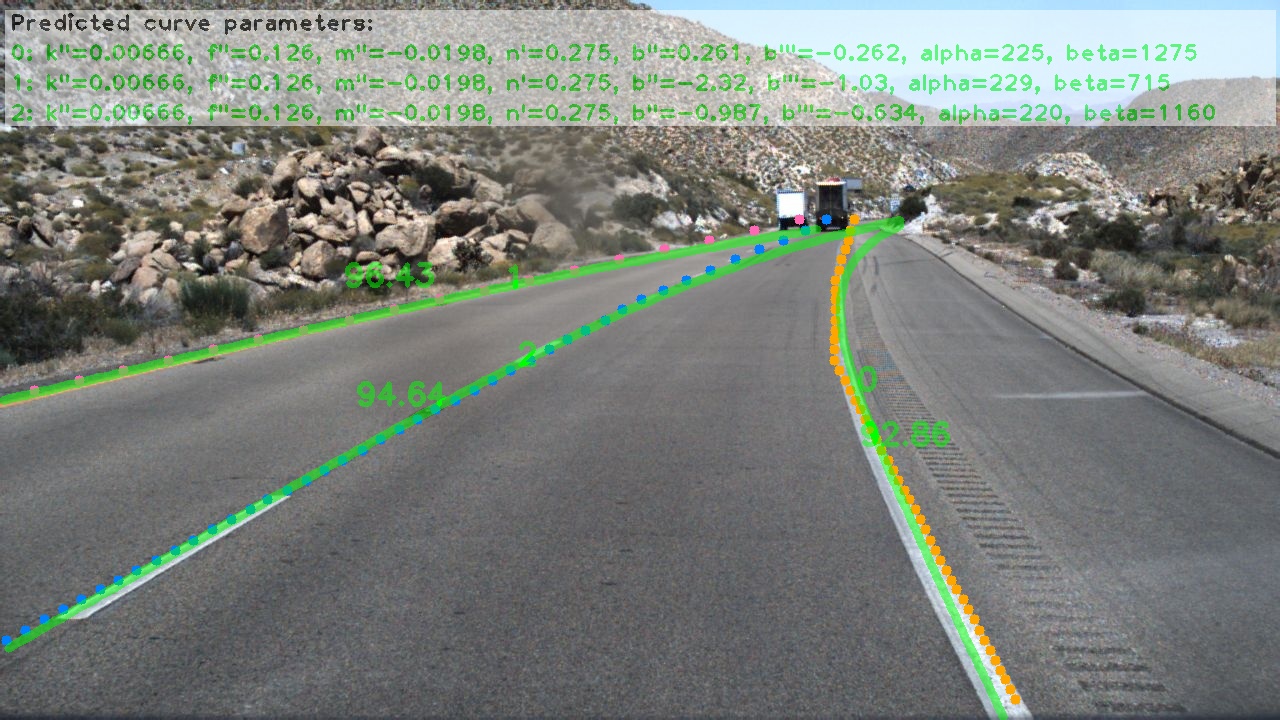 Predicted curve parameters:
0: k''=0.00666, f''=0.126, m''=-0.0198, n'=0.275, b''=0.261, b'''=-0.262, alpha=225, beta=1275
1: k''=0.00666, f''=0.126, m''=-0.0198, n'=0.275, b''=-2.32, b'''=-1.03, alpha=229, beta=715
2: k''=0.00666, f''=0.126, m''=-0.0198, n'=0.275, b''=-0.987, b'''=-0.634, alpha=220, beta=1160
96.43 1
2
0
94.64
92.86